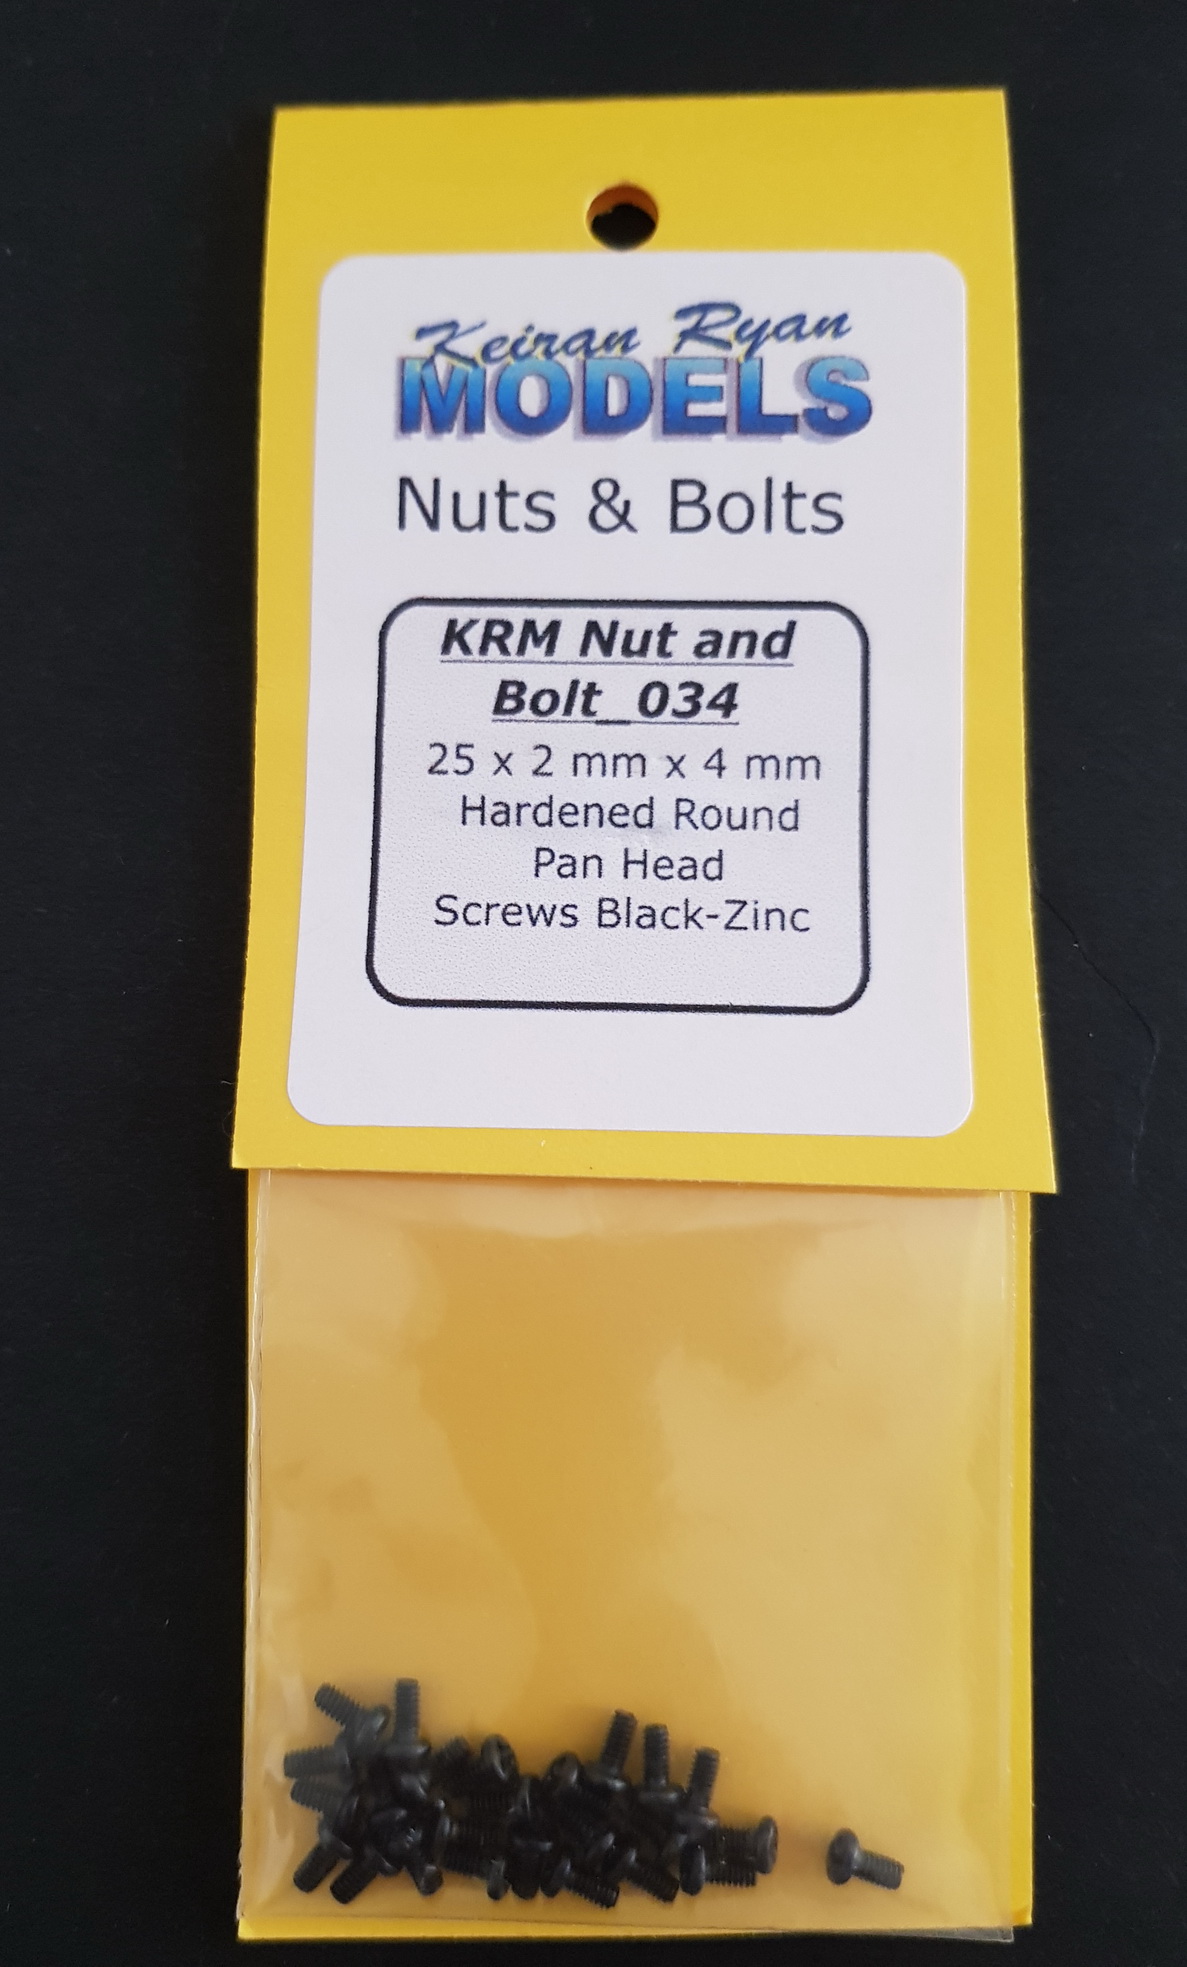 Keiran Ryan
MODELS
Nuts & Bolts
KRM Nut and
Bolt_034
25 x 2 mm x 4 mm
Hardened Round
Pan Head
Screws Black-Zinc